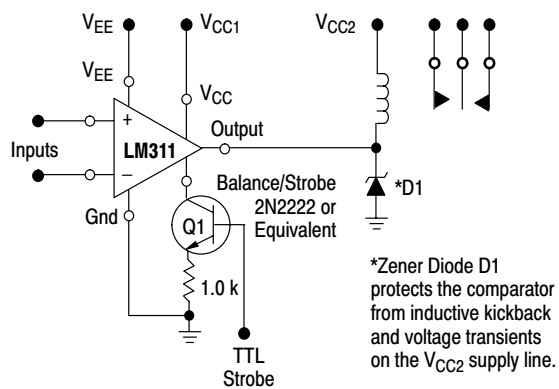 VEE
VCC1
VCC2
VEE
VCC
+
Output
Inputs
LM311
–
Balance/Strobe
2N2222 or
Equivalent
*D1
Gnd
Q1
1.0 k
TTL
Strobe
*Zener Diode D1
protects the comparator
from inductive kickback
and voltage transients
on the VCC2 supply line.